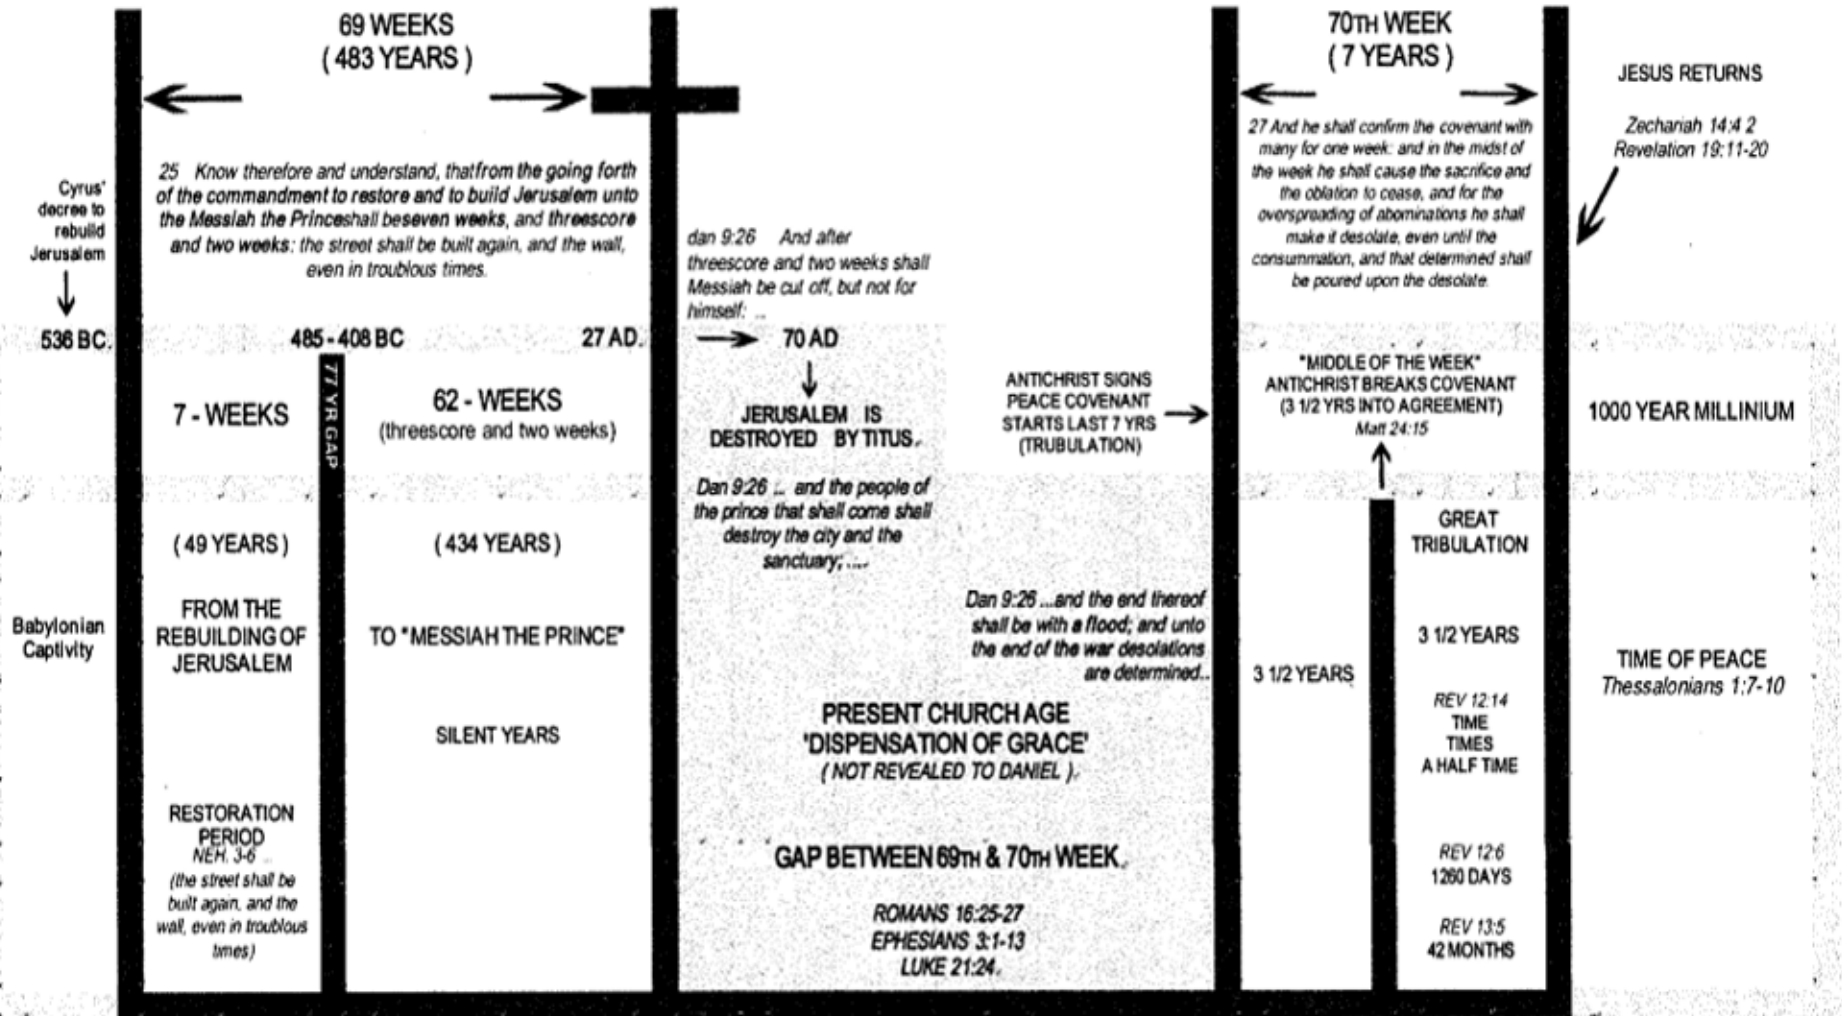 69 WEEKS
( 483 YEARS )
25 Know therefore and understand, thatfrom the going forth
of the commandment to restore and to build Jerusalem unto
the Messiah the Princeshall beseven weeks, and threescore
and two weeks: the street shall be built again, and the wall,
even in troublous times.
Cyrus'
decree to
rebuild
Jerusalem
536 BC.
485 - 408 BC
27 AD.
77 YR GAP
7 - WEEKS
62 - WEEKS
(threescore and two weeks)
( 49 YEARS )
( 434 YEARS )
Babylonian
Captivity
FROM THE
REBUILDING OF
JERUSALEM
TO "MESSIAH THE PRINCE"
SILENT YEARS
RESTORATION
PERIOD
NEH. 3-6 ..
(the street shall be
built again, and the
wall, even in troublous
times)
dan 9:26 And after
threescore and two weeks shall
Messiah be cut off, but not for
himself: ..
70 AD
JERUSALEM IS
DESTROYED BY TITUS.
Dan 9:26 ... and the people of
the prince that shall come shall
destroy the city and the
sanctuary; ....
ANTICHRIST SIGNS
PEACE COVENANT
STARTS LAST 7 YRS
(TRUBULATION)
Dan 9:26 ...and the end thereof
shall be with a flood; and unto
the end of the war desolations
are determined..
PRESENT CHURCH AGE
'DISPENSATION OF GRACE'
( NOT REVEALED TO DANIEL ).
GAP BETWEEN 69TH & 70TH WEEK.
ROMANS 16:25-27
EPHESIANS 3:1-13
LUKE 21:24.
70TH WEEK
( 7 YEARS )
27 And he shall confirm the covenant with
many for one week: and in the midst of
the week he shall cause the sacrifice and
the oblation to cease, and for the
overspreading of abominations he shall
make it desolate, even until the
consummation, and that determined shall
be poured upon the desolate.
"MIDDLE OF THE WEEK"
ANTICHRIST BREAKS COVENANT
(3 1/2 YRS INTO AGREEMENT)
Matt 24:15
3 1/2 YEARS
GREAT
TRIBULATION
3 1/2 YEARS
REV 12:14
TIME
TIMES
A HALF TIME
REV 12:6
1260 DAYS
REV 13:5
42 MONTHS
JESUS RETURNS
Zechariah 14:4 2
Revelation 19:11-20
1000 YEAR MILLINIUM
TIME OF PEACE
Thessalonians 1:7-10